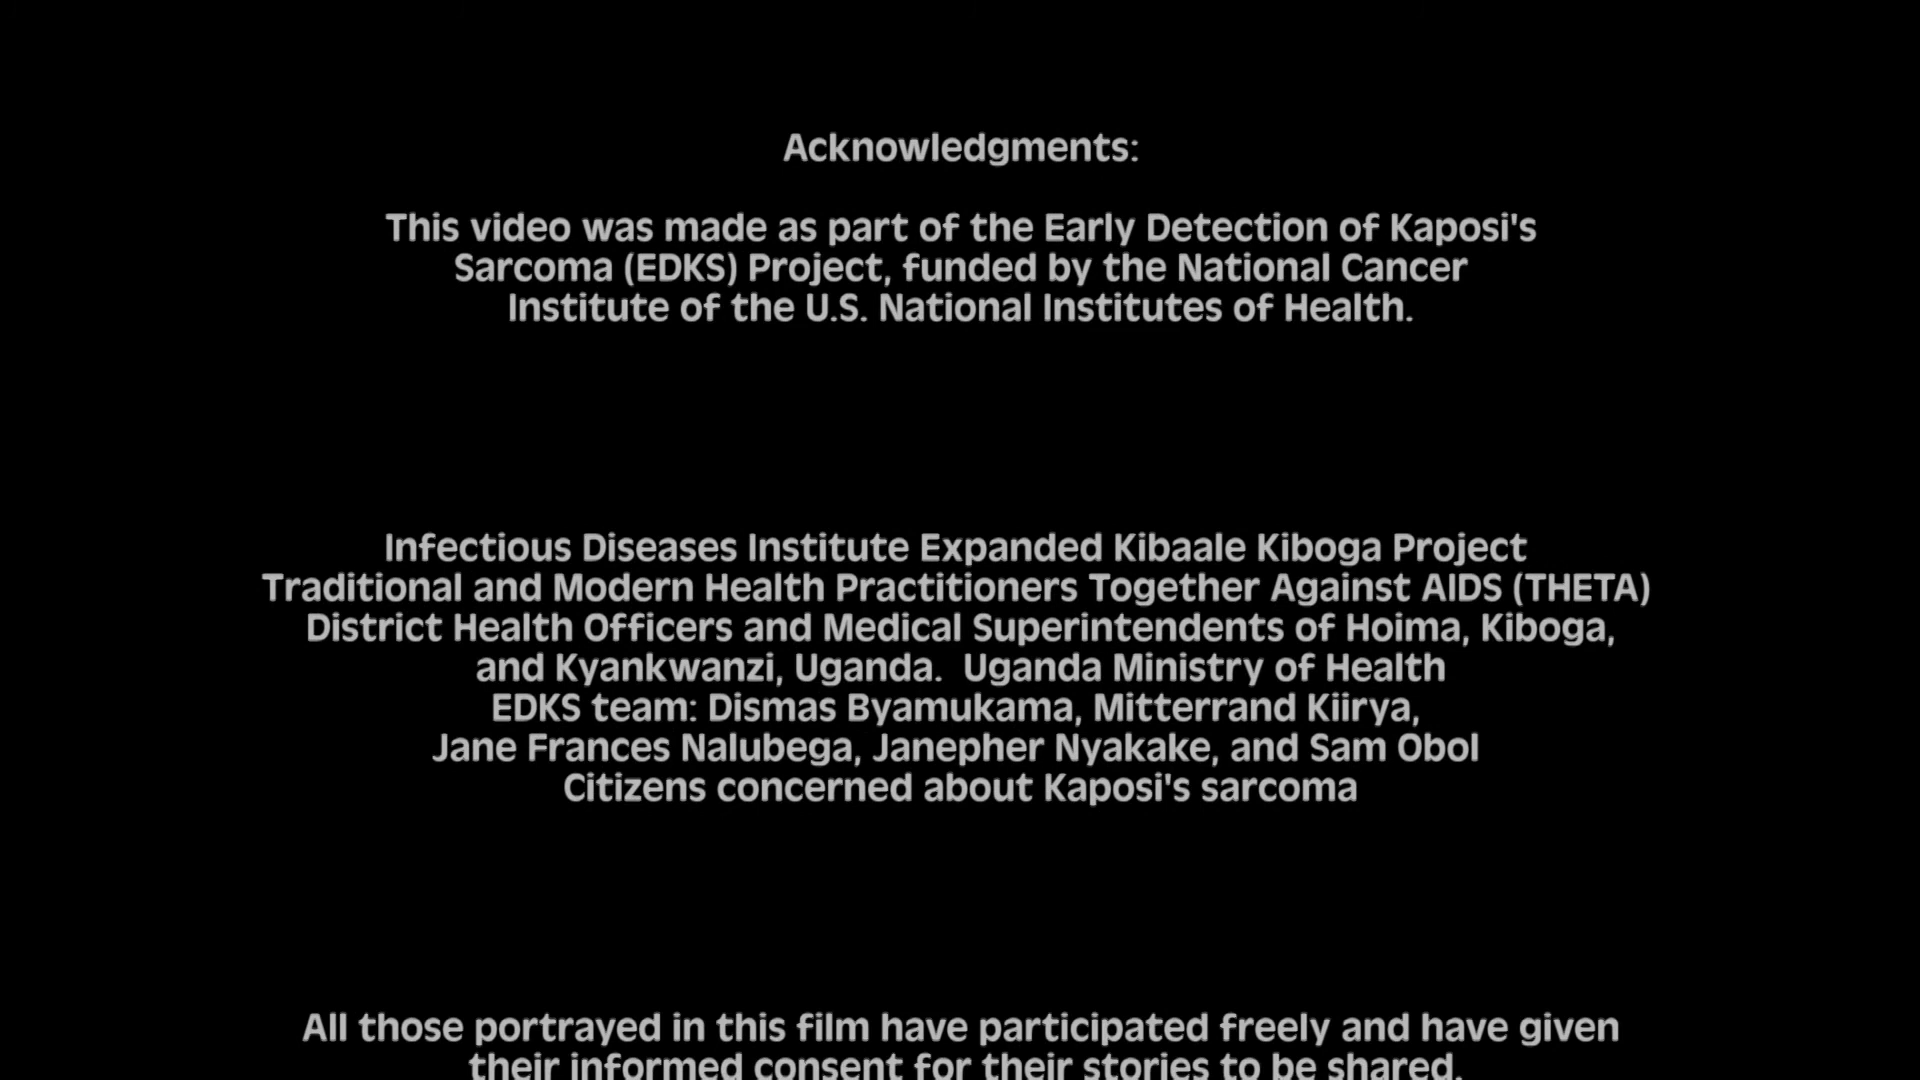 Acknowledgments:
This video was made as part of the Early Detection of Kaposi's
Sarcoma (EDKS) Project, funded by the National Cancer
Institute of the U.S. National Institutes of Health.
Infectious Diseases Institute Expanded Kibaale Kiboga Project
Traditional and Modern Health Practitioners Together Against AIDS (THETA)
District Health Officers and Medical Superintendents of Hoima, Kiboga,
and Kyankwanzi, Uganda.  Uganda Ministry of Health
EDKS team: Dismas Byamukama, Mitterrand Kiirya,
Jane Frances Nalubega, Janepher Nyakake, and Sam Obol
Citizens concerned about Kaposi's sarcoma
All those portrayed in this film have participated freely and have given
their informed consent for their stories to be shared.